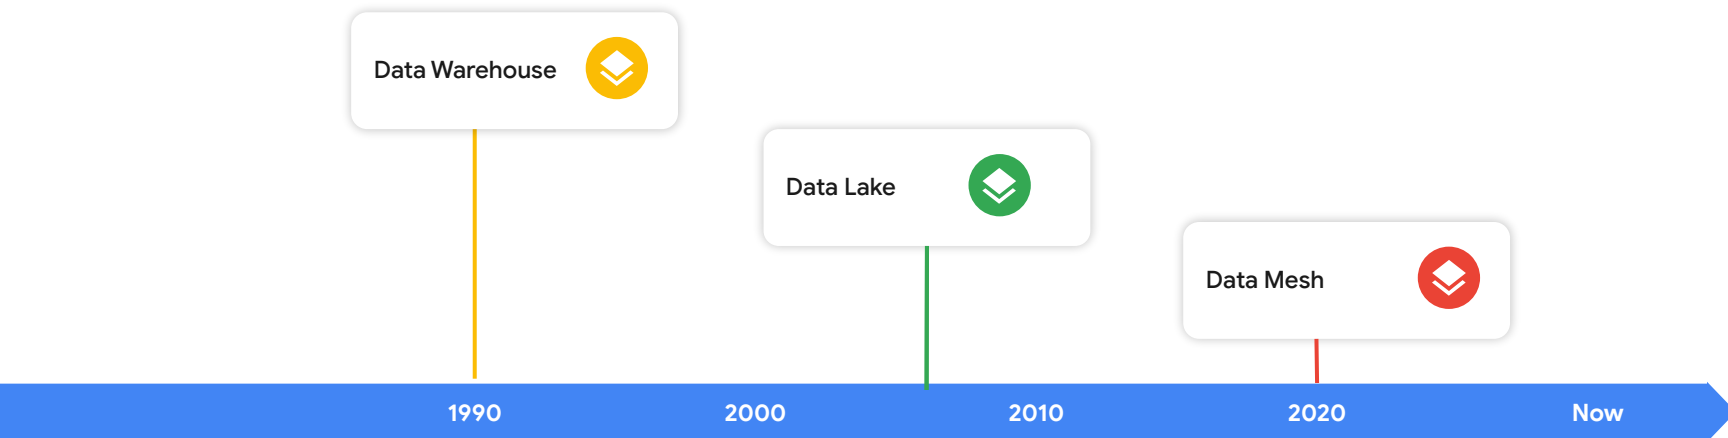 Data Warehouse
Data Lake
Data Mesh
1990 2000 2010 2020 Now